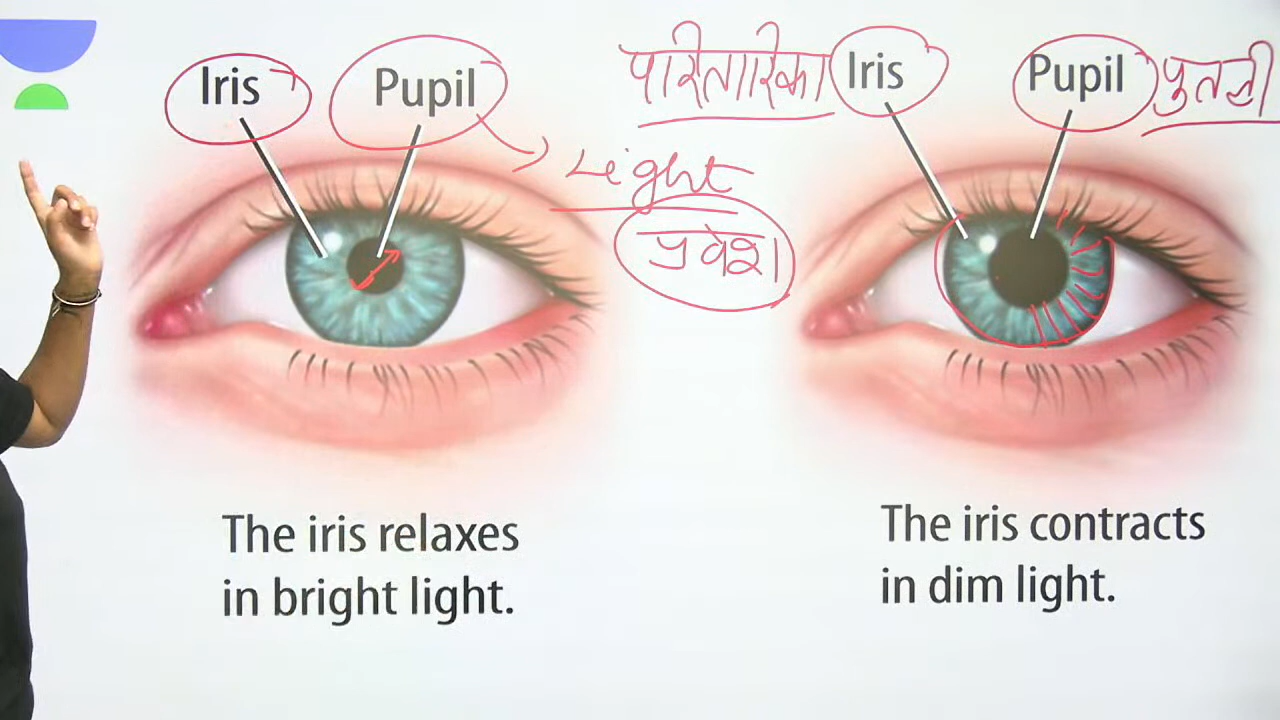 Iris
Pupil
परितारिका
Iris
Pupil
पुतली
Light
प्रवेश
The iris relaxes
in bright light.
The iris contracts
in dim light.